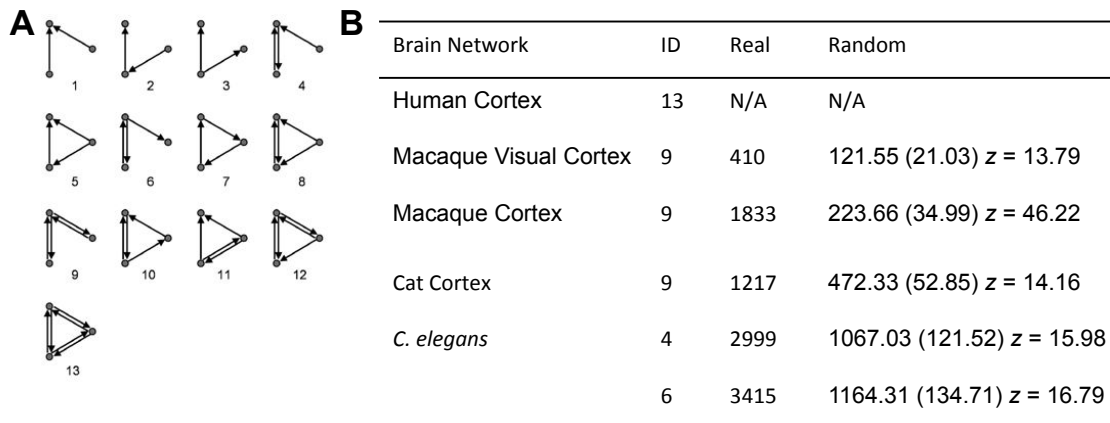 A
1 2 3 4
5 6 7 8
9 10 11 12
13
B
Brain Network ID Real Random
Human Cortex 13 N/A N/A
Macaque Visual Cortex 9 410 121.55 (21.03) z = 13.79
Macaque Cortex 9 1833 223.66 (34.99) z = 46.22
Cat Cortex 9 1217 472.33 (52.85) z = 14.16
C. elegans 4 2999 1067.03 (121.52) z = 15.98
6 3415 1164.31 (134.71) z = 16.79